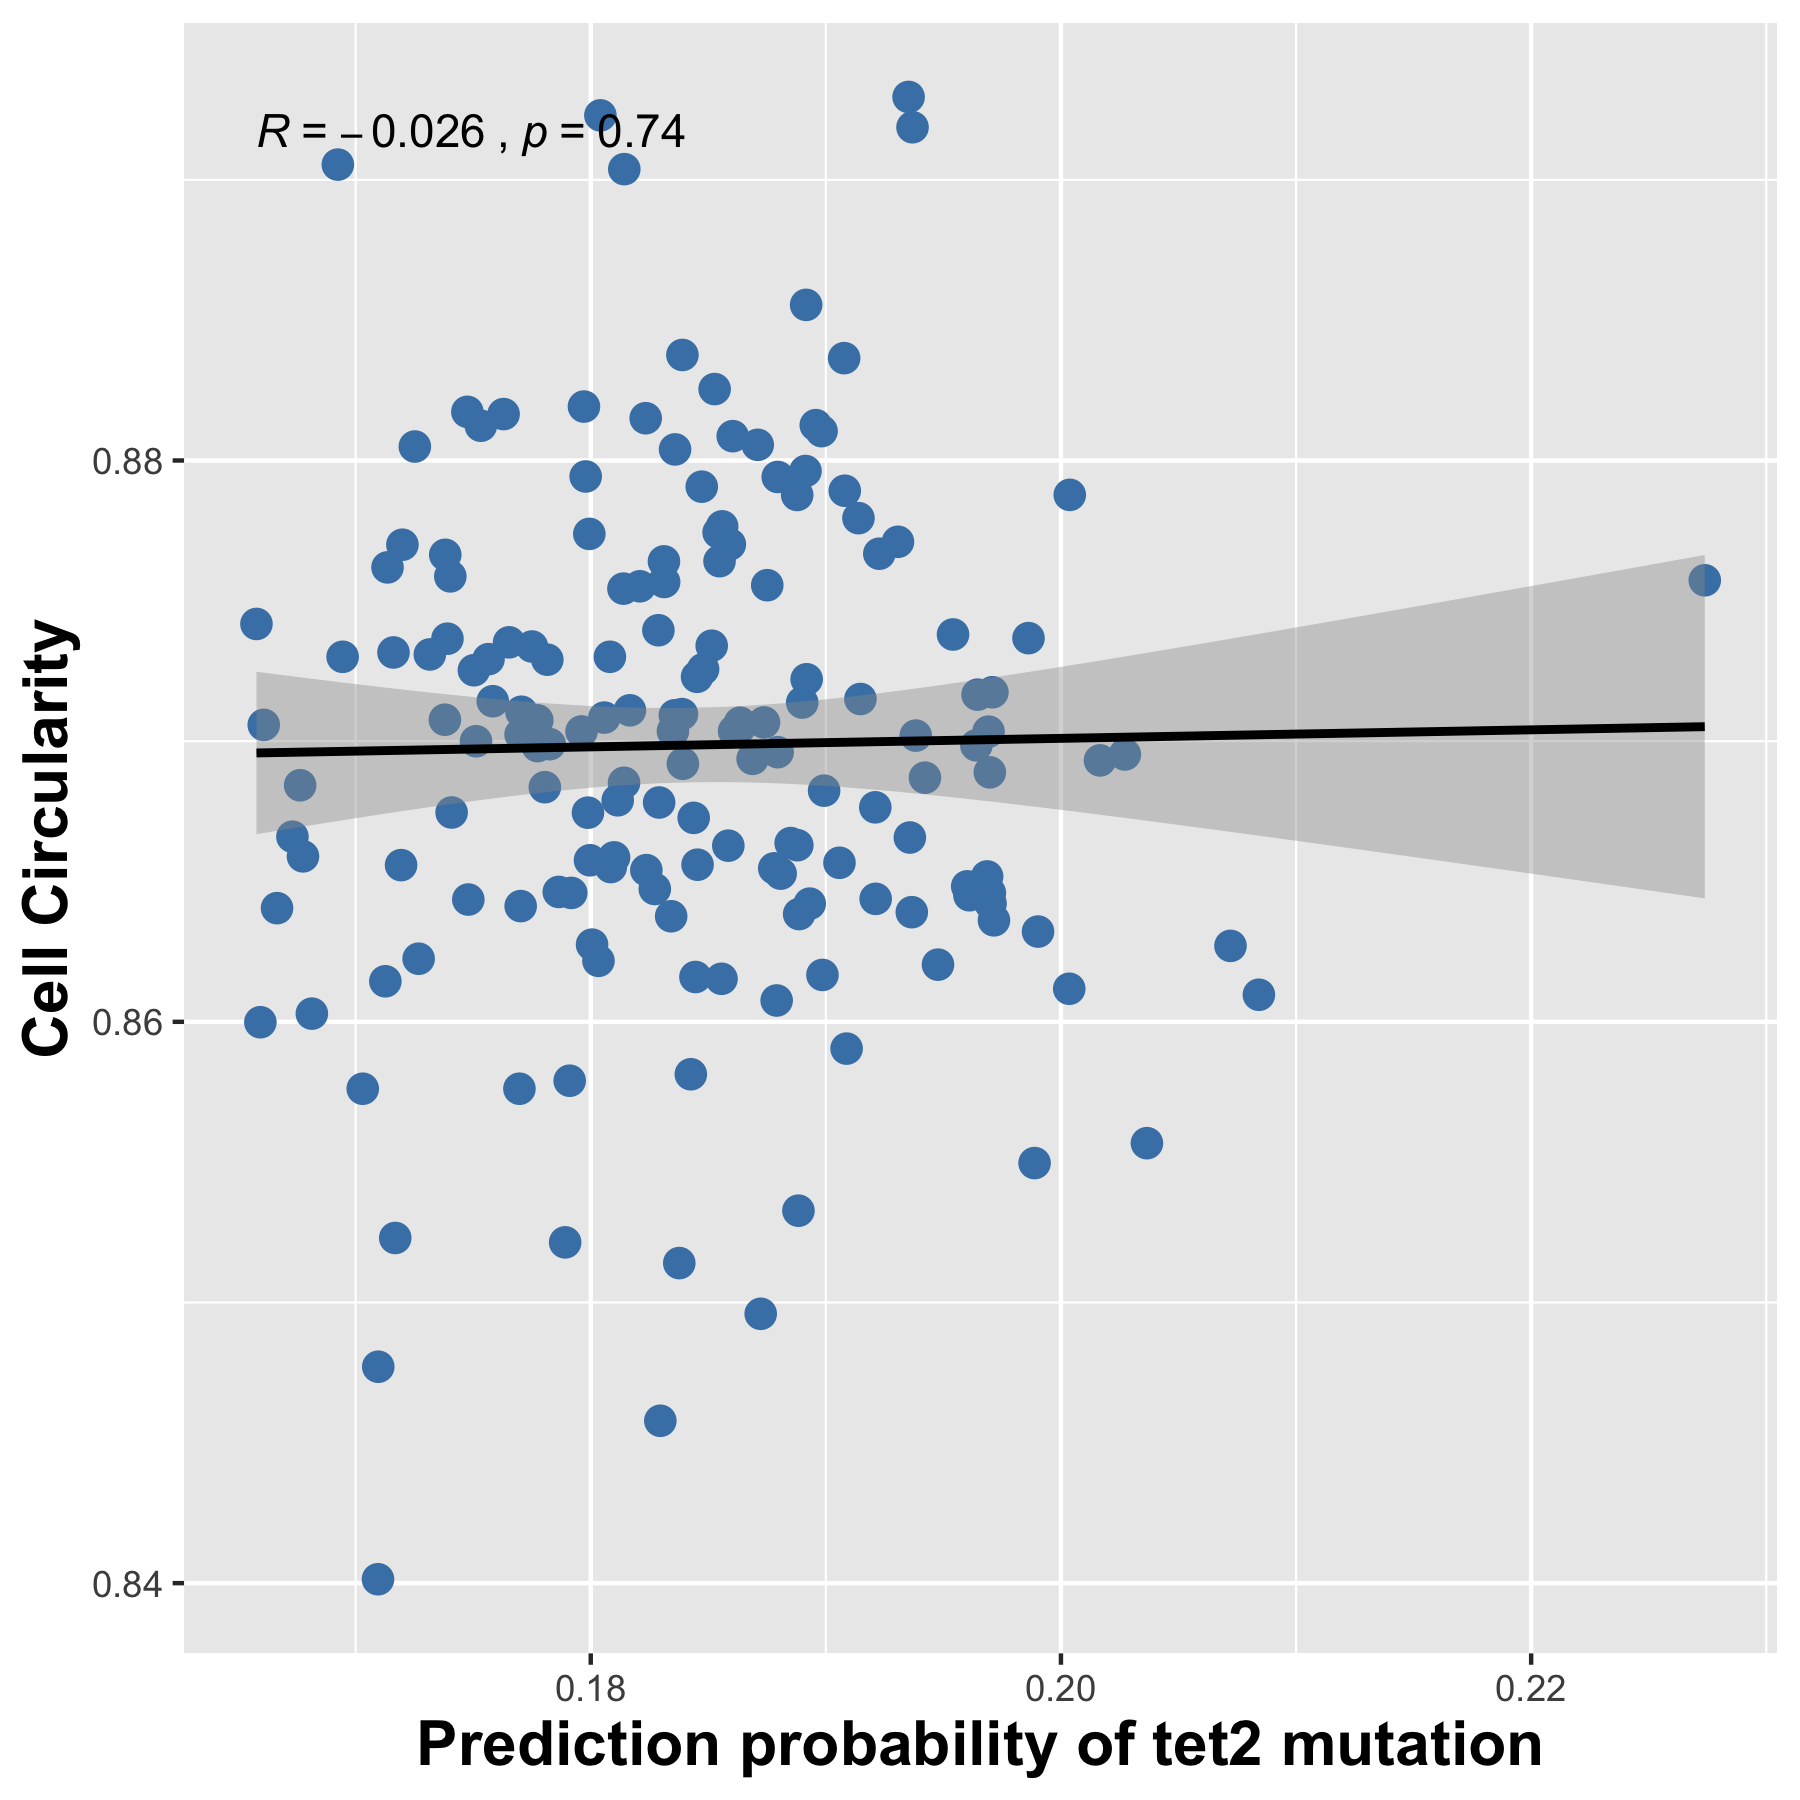 R = −0.026 , p = 0.74
Cell Circularity
0.88
0.86
0.84
0.18 0.20 0.22
Prediction probability of tet2 mutation